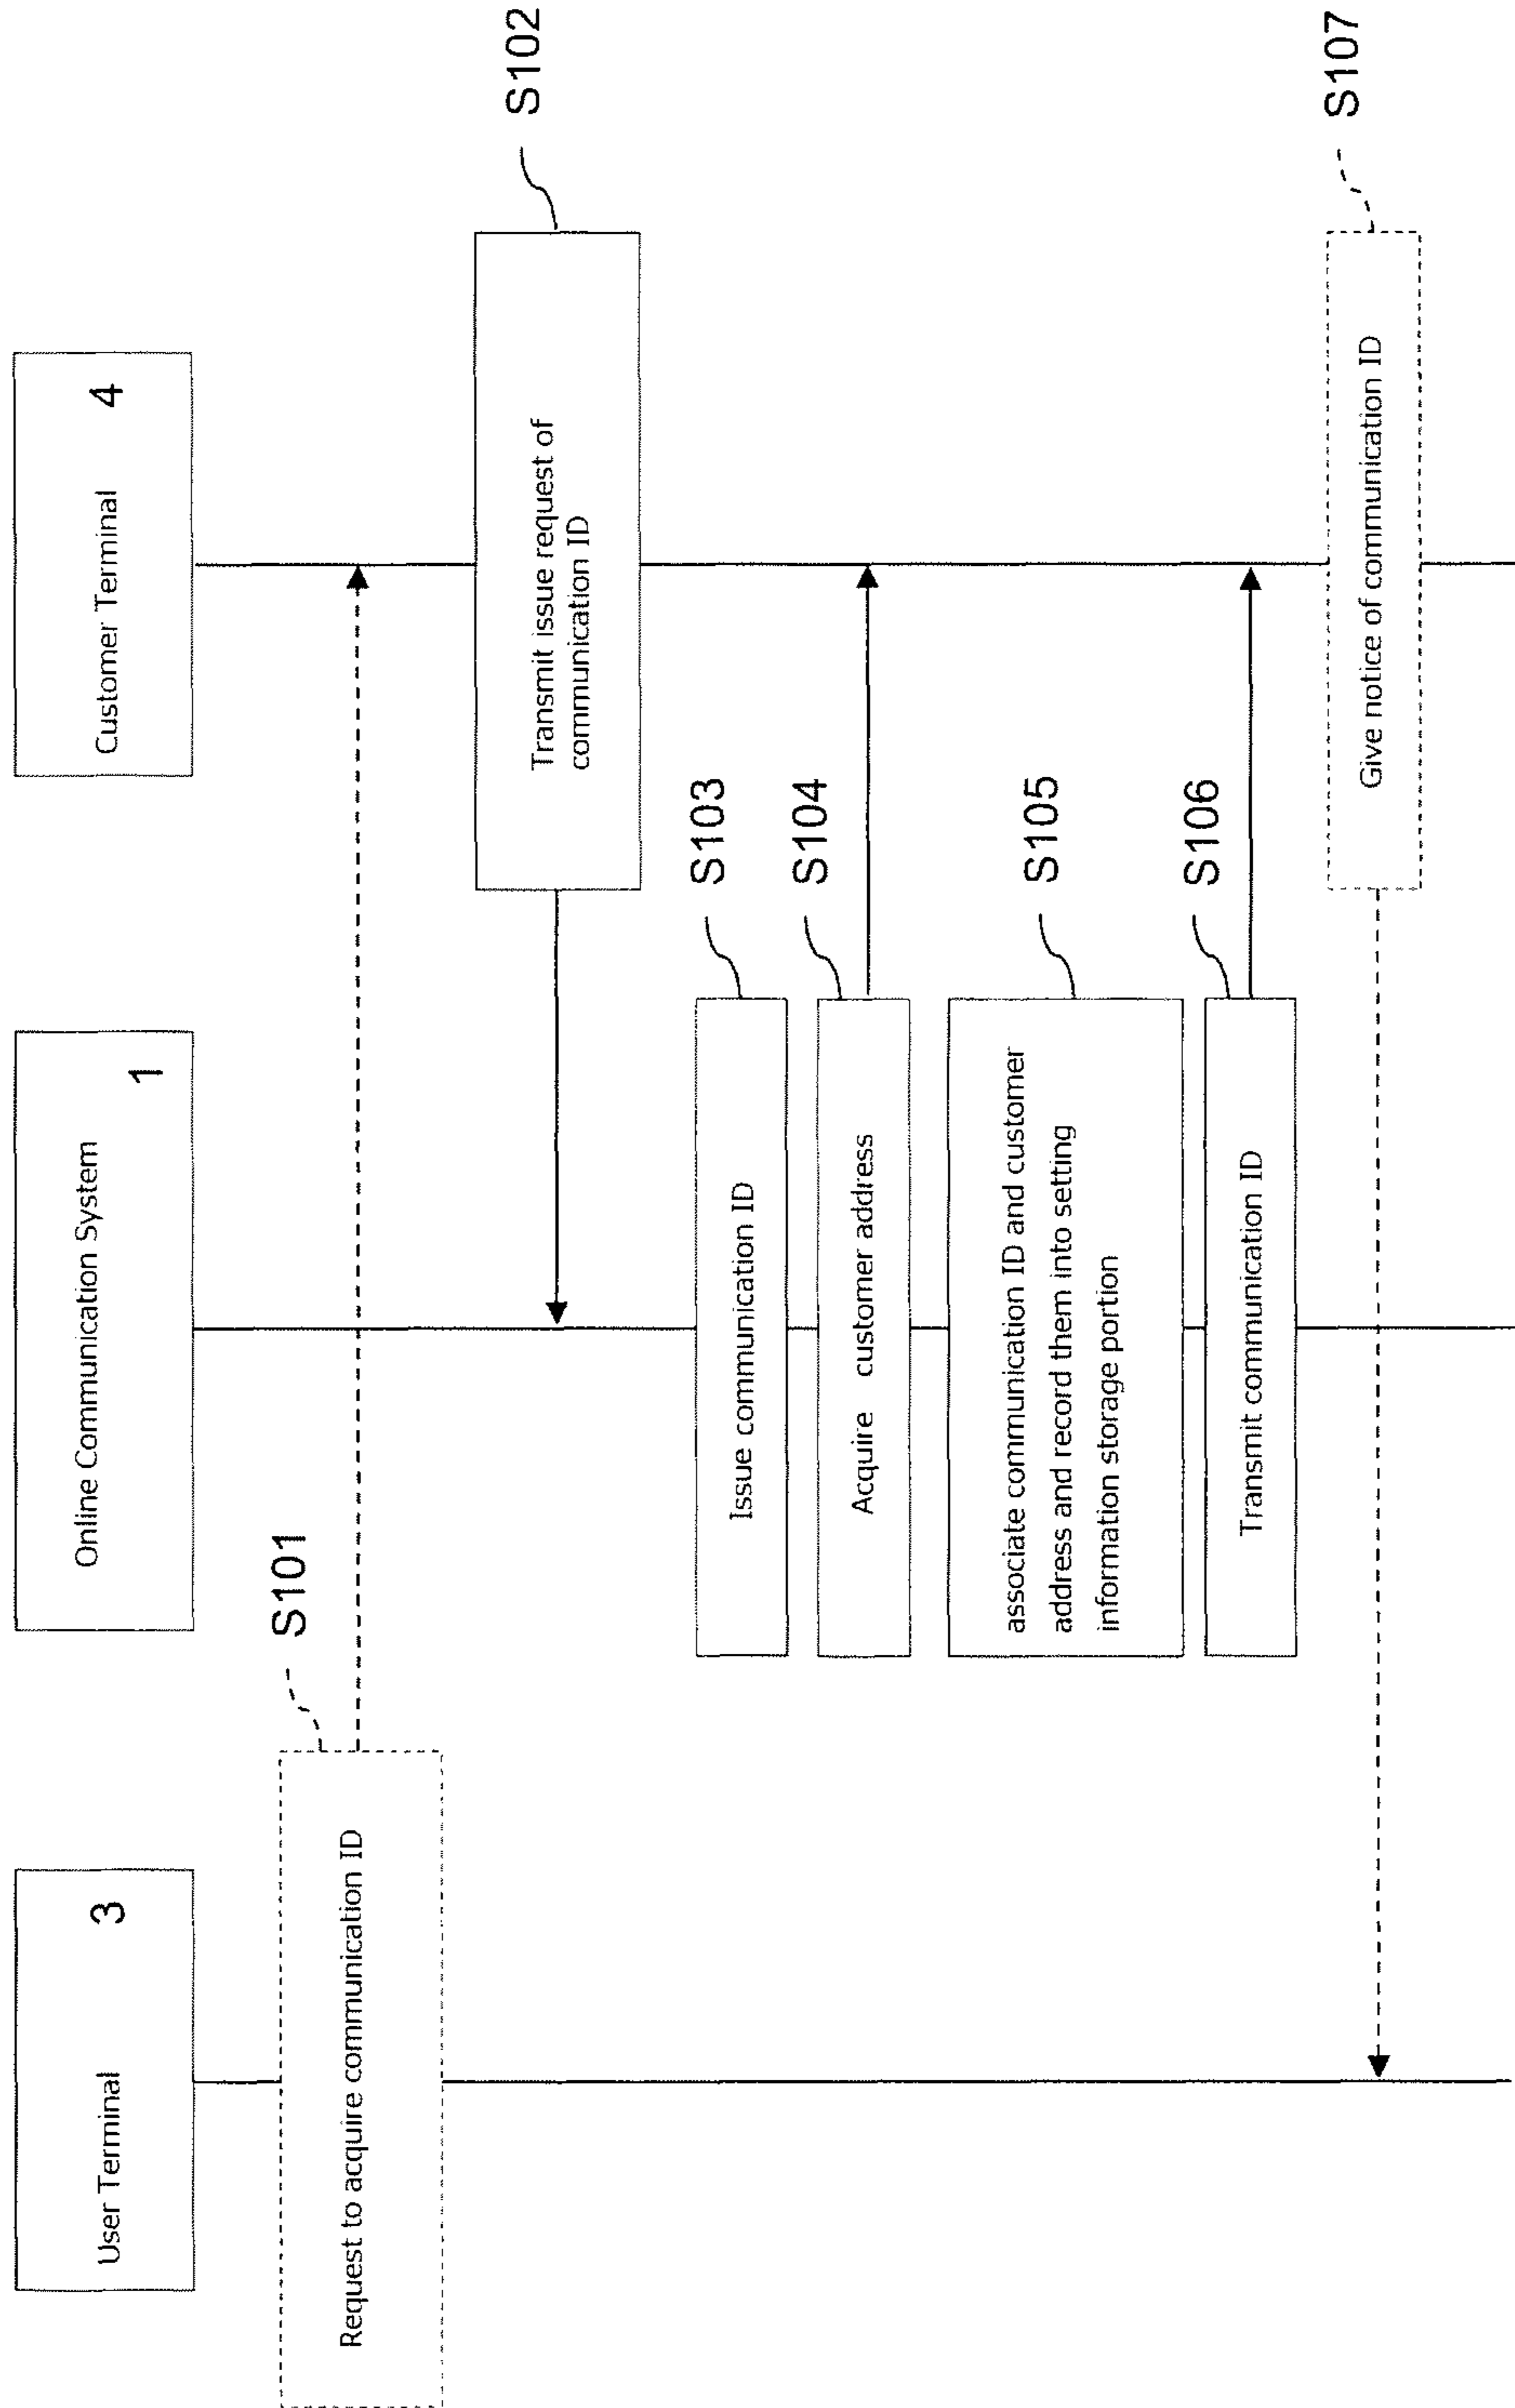 User Terminal
3
Online Communication System
1
Customer Terminal
4
S101
Request to acquire communication ID
S102
Transmit issue request of
communication ID
S103
Issue communication ID
S104
Acquire customer address
S105
associate communication ID and customer
address and record them into setting
information storage portion
S106
Transmit communication ID
S107
Give notice of communication ID